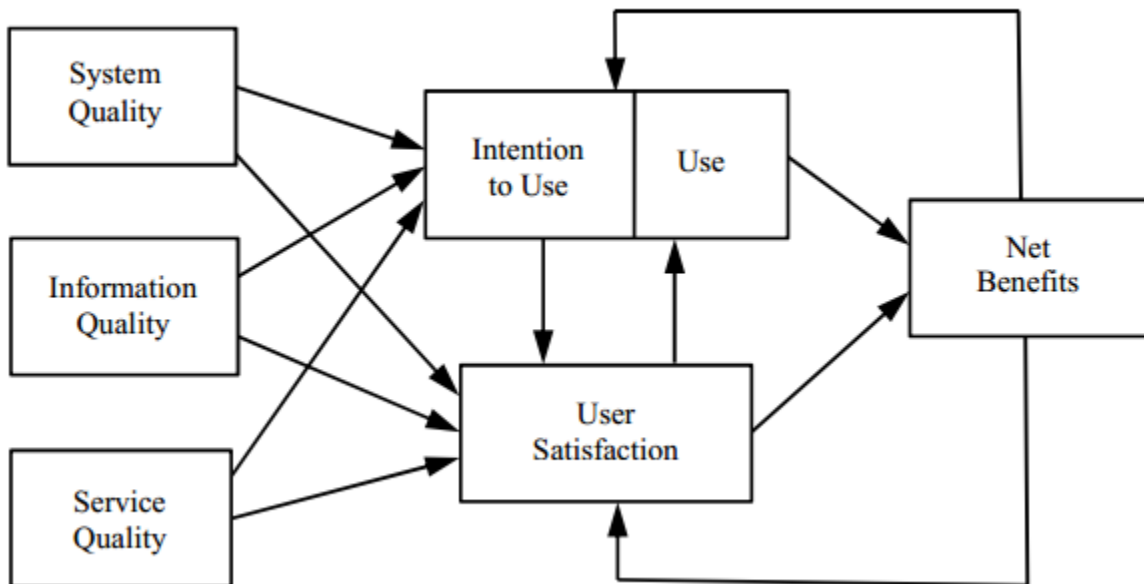 System
Quality
Intention
to Use
Use
Net
Benefits
Information
Quality
User
Satisfaction
Service
Quality